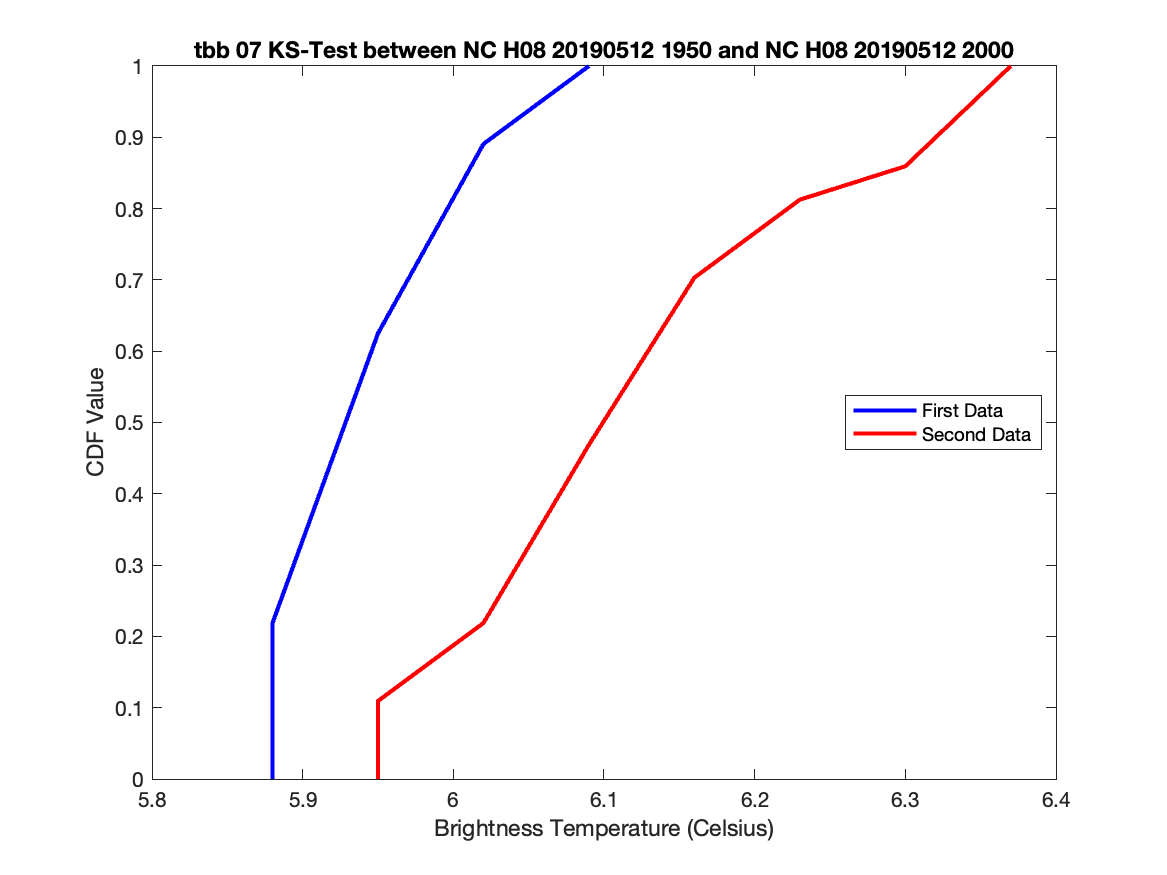 tbb 07 KS-Test between NC H08 20190512 1950 and NC H08 20190512 2000
1
0.9
0.8
0.7
0.6
0.5
0.4
0.3
0.2
0.1
0
CDF Value
First Data
Second Data
5.8 5.9 6 6.1 6.2 6.3 6.4
Brightness Temperature (Celsius)